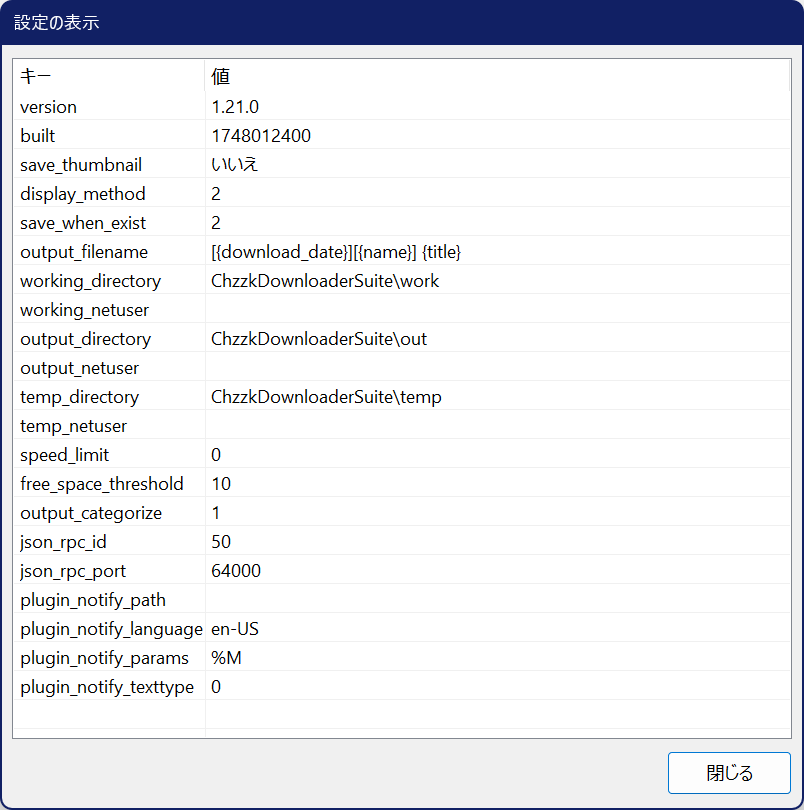 設定の表示
キー 値
version 1.21.0
built 1748012400
save_thumbnail いいえ
display_method 2
save_when_exist 2
output_filename [{download_date}][{name}] {title}
working_directory ChzzkDownloaderSuite\work
working_netuser
output_directory ChzzkDownloaderSuite\out
output_netuser
temp_directory ChzzkDownloaderSuite\temp
temp_netuser
speed_limit 0
free_space_threshold 10
output_categorize 1
json_rpc_id 50
json_rpc_port 64000
plugin_notify_path
plugin_notify_language en-US
plugin_notify_params %M
plugin_notify_texttype 0
閉じる